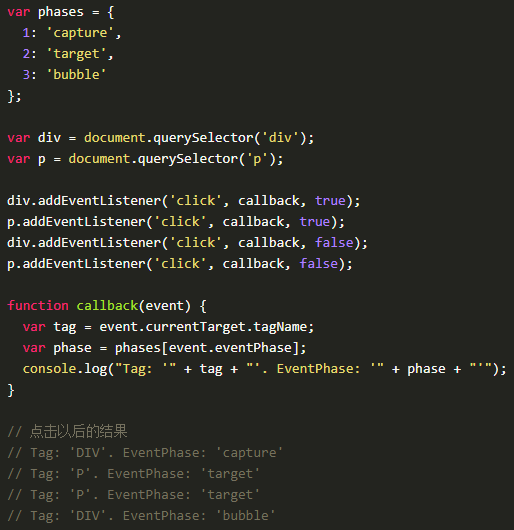 var phases = {
  1: 'capture',
  2: 'target',
  3: 'bubble'
};

var div = document.querySelector('div');
var p = document.querySelector('p');

div.addEventListener('click', callback, true);
p.addEventListener('click', callback, true);
div.addEventListener('click', callback, false);
p.addEventListener('click', callback, false);

function callback(event) {
  var tag = event.currentTarget.tagName;
  var phase = phases[event.eventPhase];
  console.log("Tag: '" + tag + "'. EventPhase: '" + phase + "'");
}

// 点击以后的结果
// Tag: 'DIV'. EventPhase: 'capture'
// Tag: 'P'. EventPhase: 'target'
// Tag: 'P'. EventPhase: 'target'
// Tag: 'DIV'. EventPhase: 'bubble'